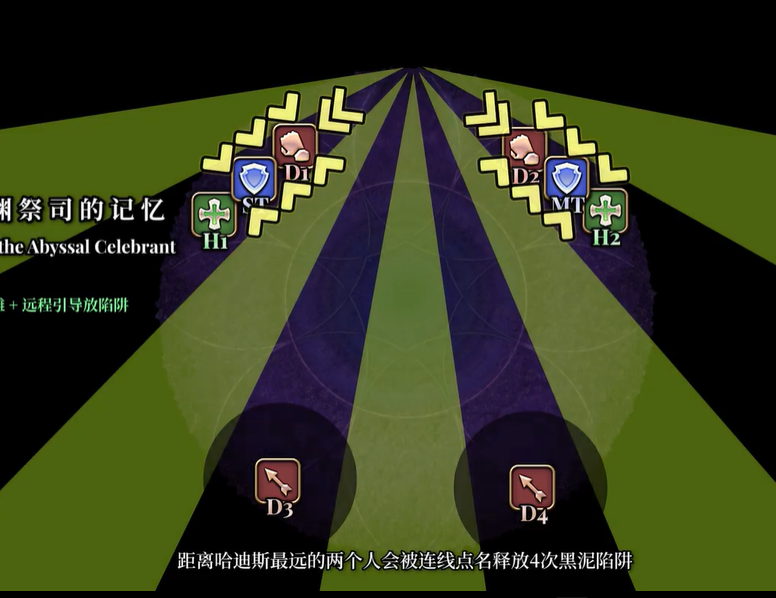 D1
D2
ST
MT
H1
H2
祭司的记忆
the Abyssal Celebrant
+ 远程引导放陷阱
D3
D4
距离哈迪斯最远的两个人会被连线点名释放4次黑泥陷阱